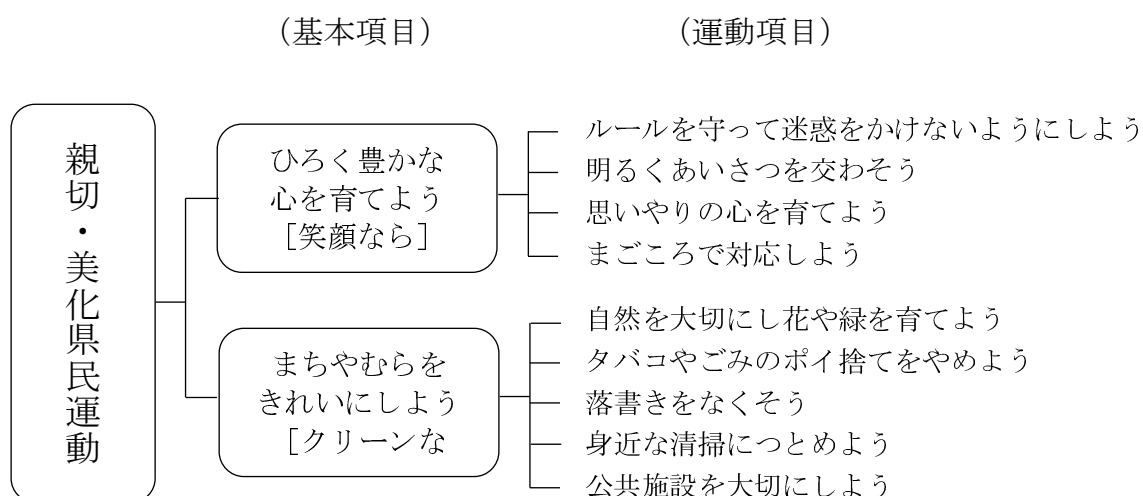 （基本項目）
（運動項目）
親切・美化県民運動
ひろく豊かな
心を育てよう
［笑顔なら］
ルールを守って迷惑をかけないようにしよう
明るくあいさつを交わそう
思いやりの心を育てよう
まごころで対応しよう
まちやむらを
きれいにしよう
［クリーンな
自然を大切にし花や緑を育てよう
タバコやごみのポイ捨てをやめよう
落書きをなくそう
身近な清掃につとめよう
公共施設を大切にしよう